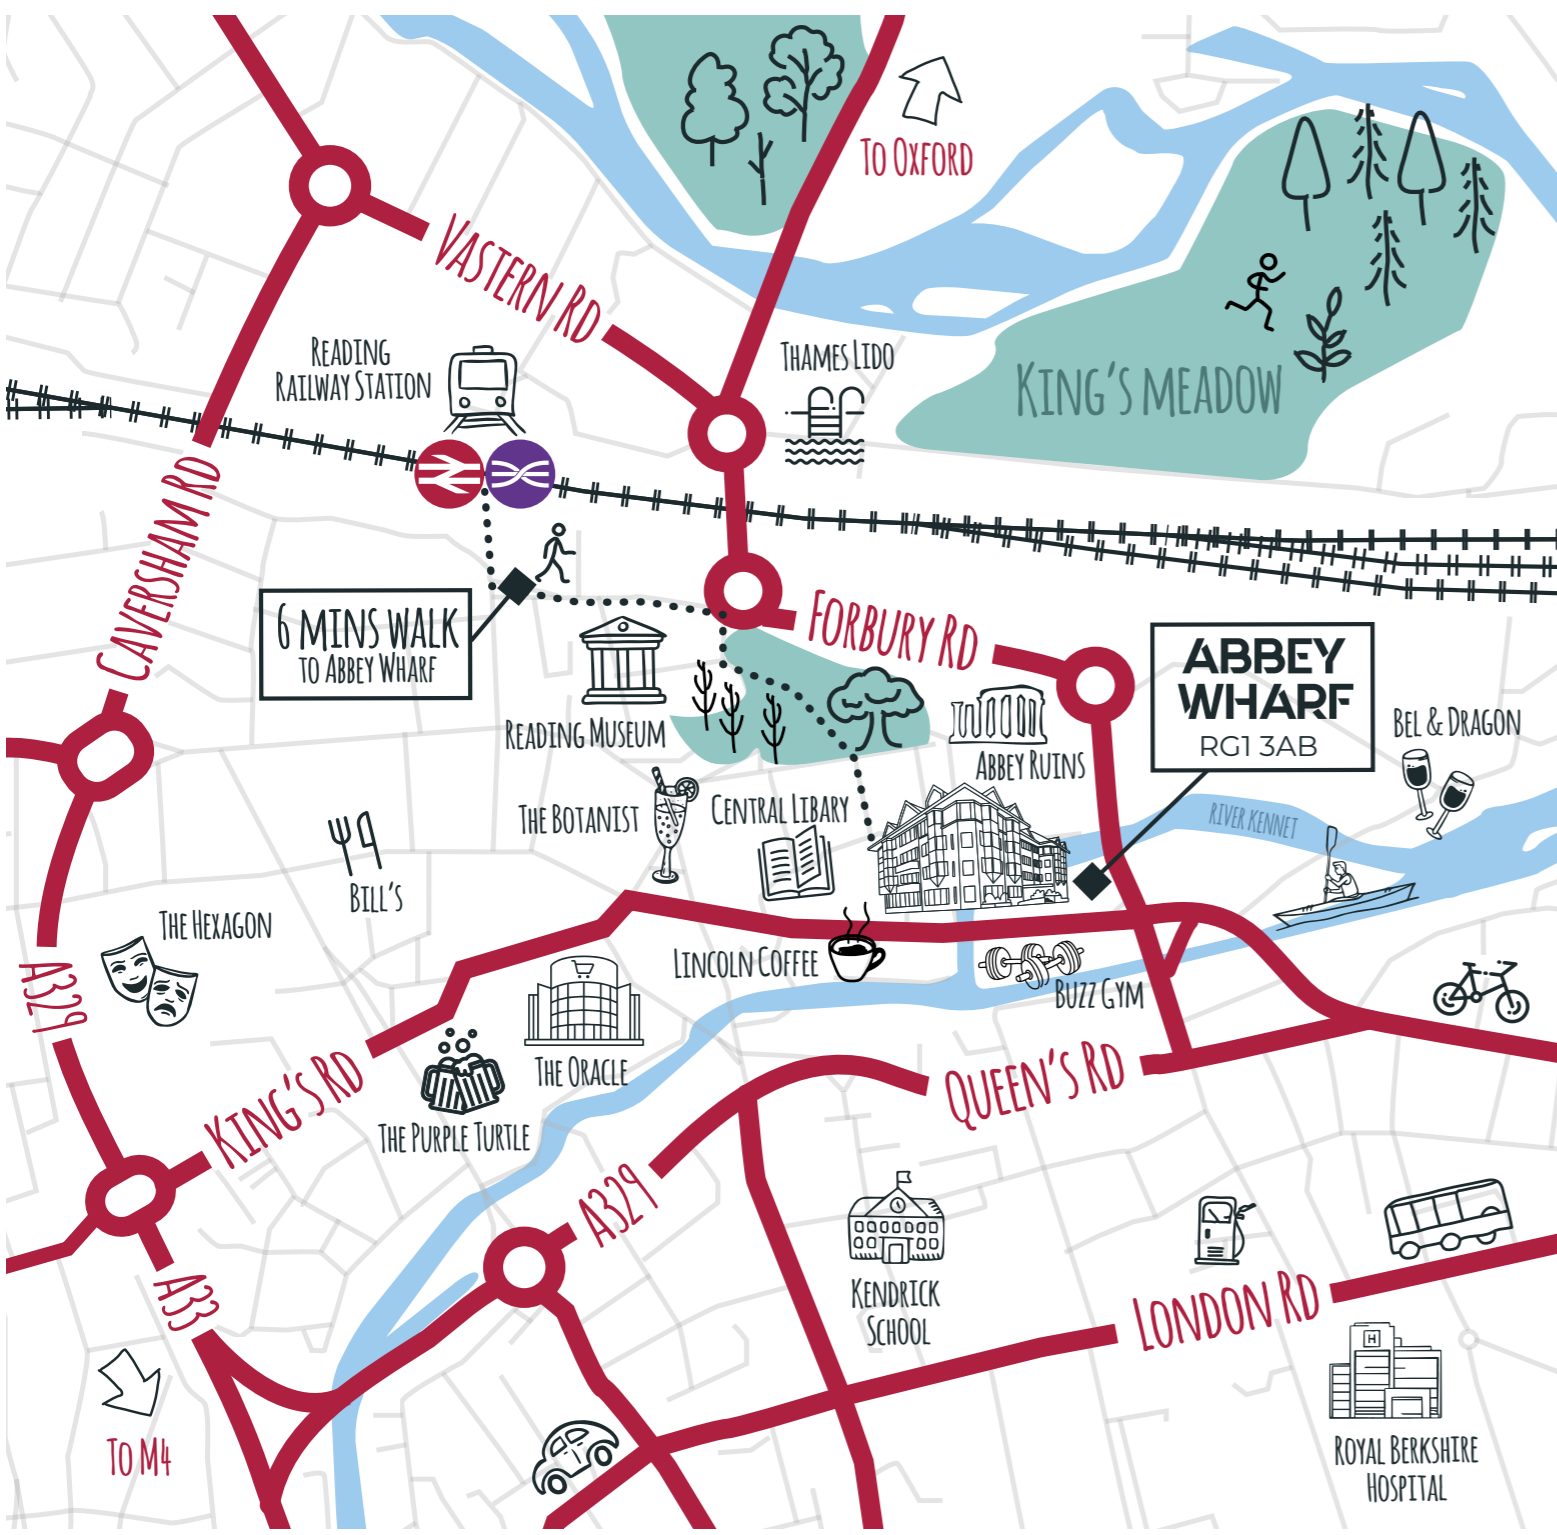 To Oxford
Vastern Rd
Reading
Railway Station
Thames Lido
King's meadow
Caversham Rd
6 mins walk
to Abbey Wharf
Forbury Rd
ABBEY
WHARF
RG1 3AB
Reading Museum
Abbey Ruins
Bel & Dragon
The Botanist
Central Libary
River Kennet
Bill's
The Hexagon
Lincoln Coffee
Buzz Gym
A329
The Oracle
King's Rd
The Purple Turtle
Queen's Rd
A329
Kendrick
School
A33
London Rd
H
To M4
Royal Berkshire
Hospital